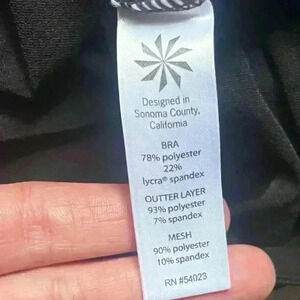 Designed in
Sonoma County,
California
BRA
78% polyester
22%
lycra® spandex
OUTTER LAYER
93% polyester
7% spandex
MESH
90% polyester
10% spandex
RN #54023